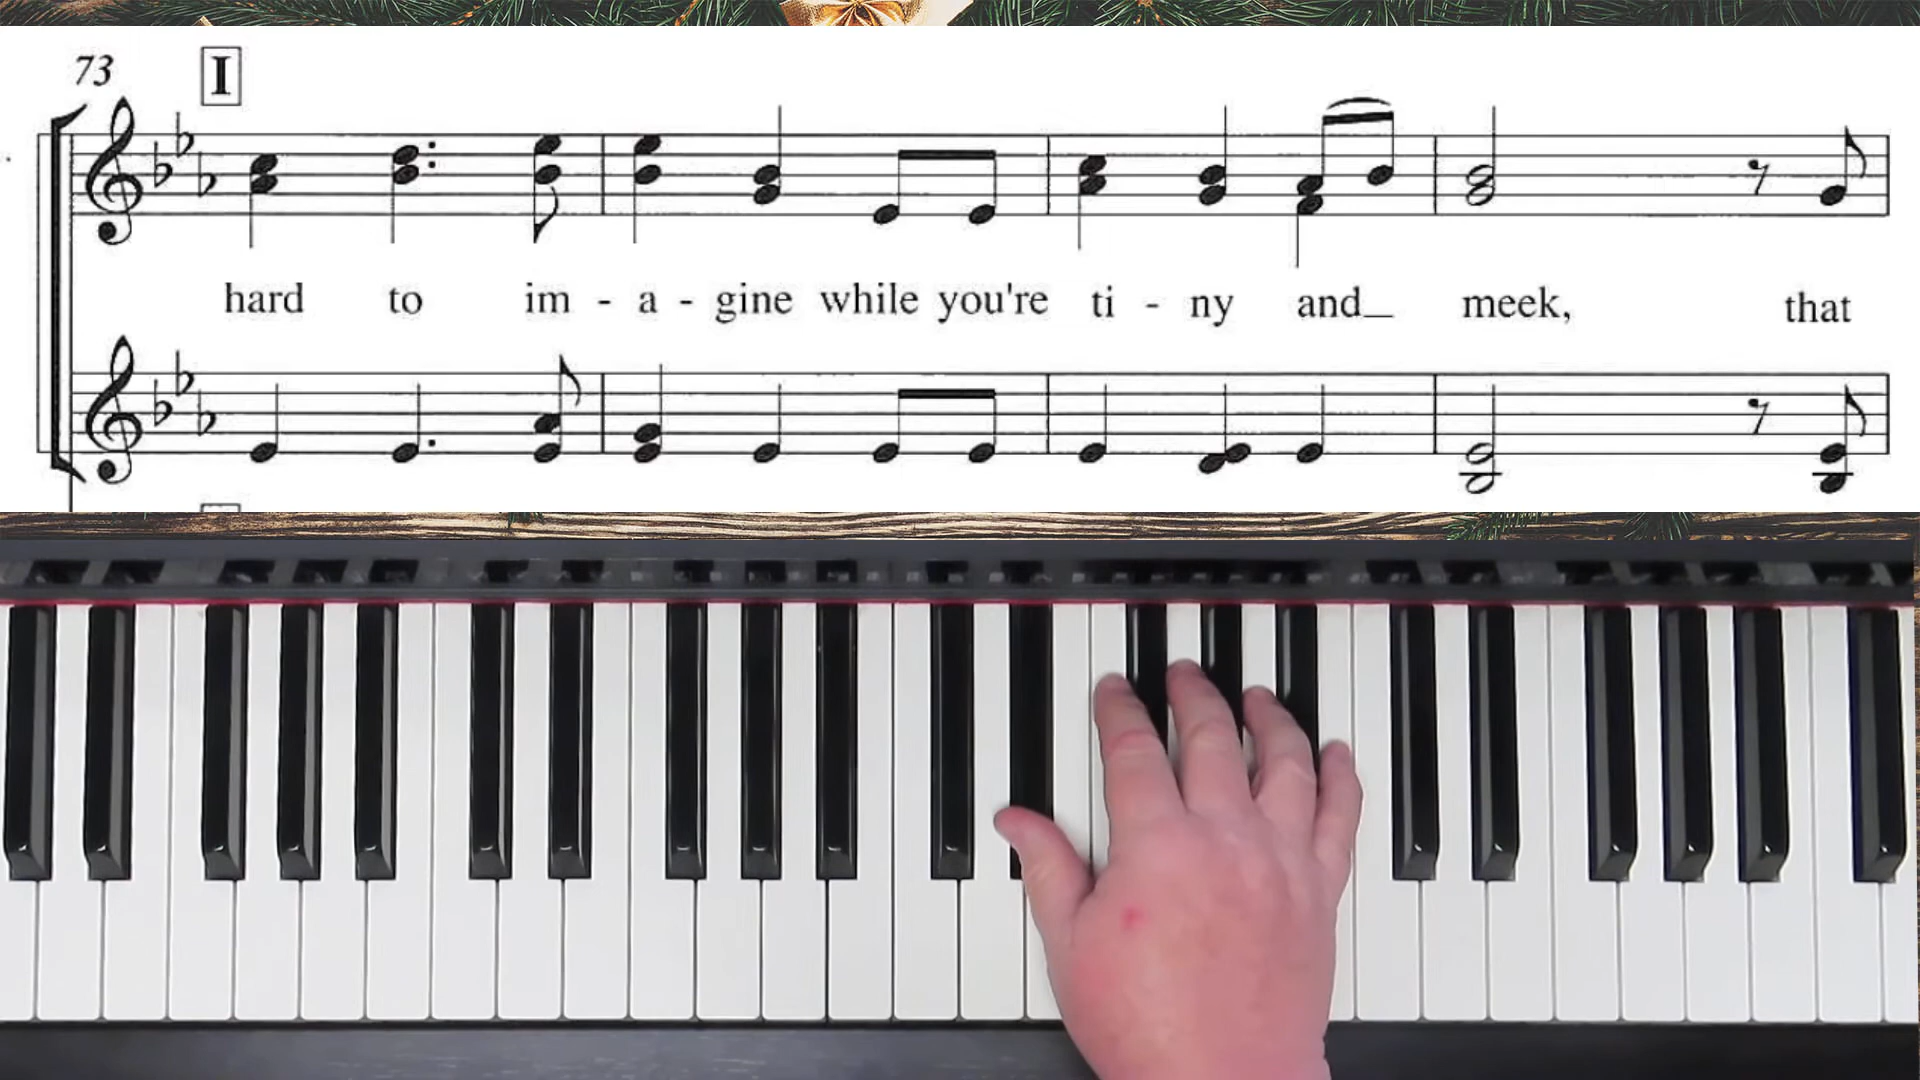 73
I
hard to im - a - gine while you're ti - ny and_ meek, that